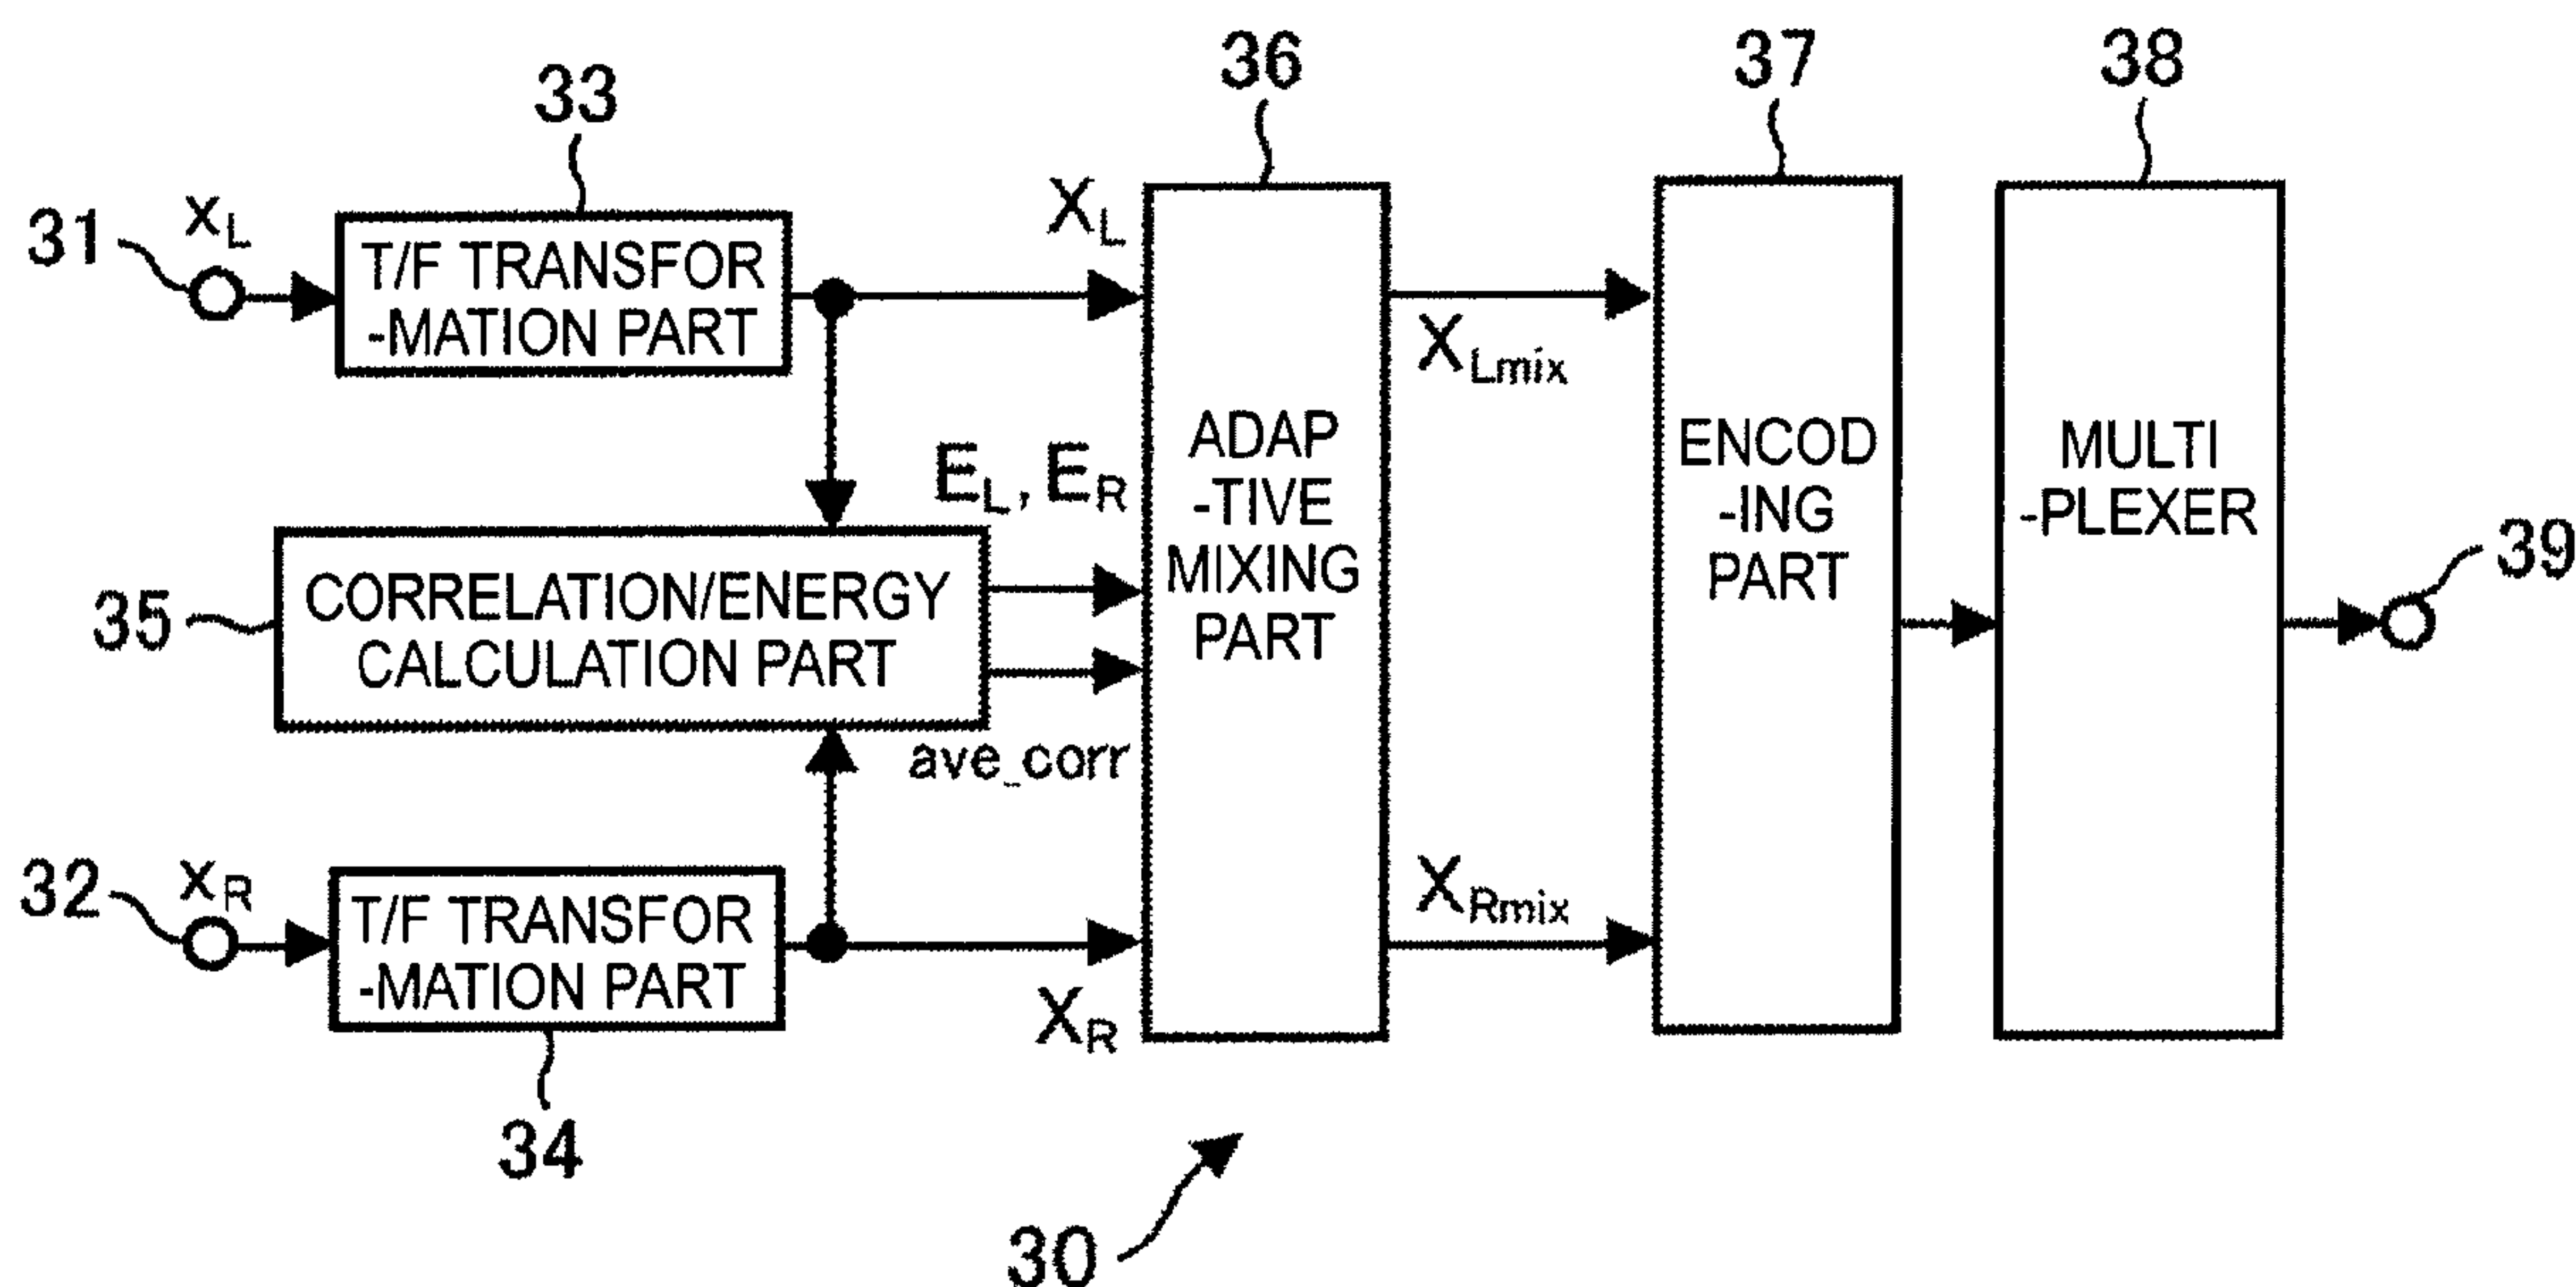 36
37
38
33
31
xL
T/F TRANSFOR
-MATION PART
XL
XLmix
EL, ER
ADAP
-TIVE
MIXING
PART
ENCOD
-ING
PART
MULTI
-PLEXER
39
35
CORRELATION/ENERGY
CALCULATION PART
ave_corr
32
xR
T/F TRANSFOR
-MATION PART
XR
XRmix
34
30